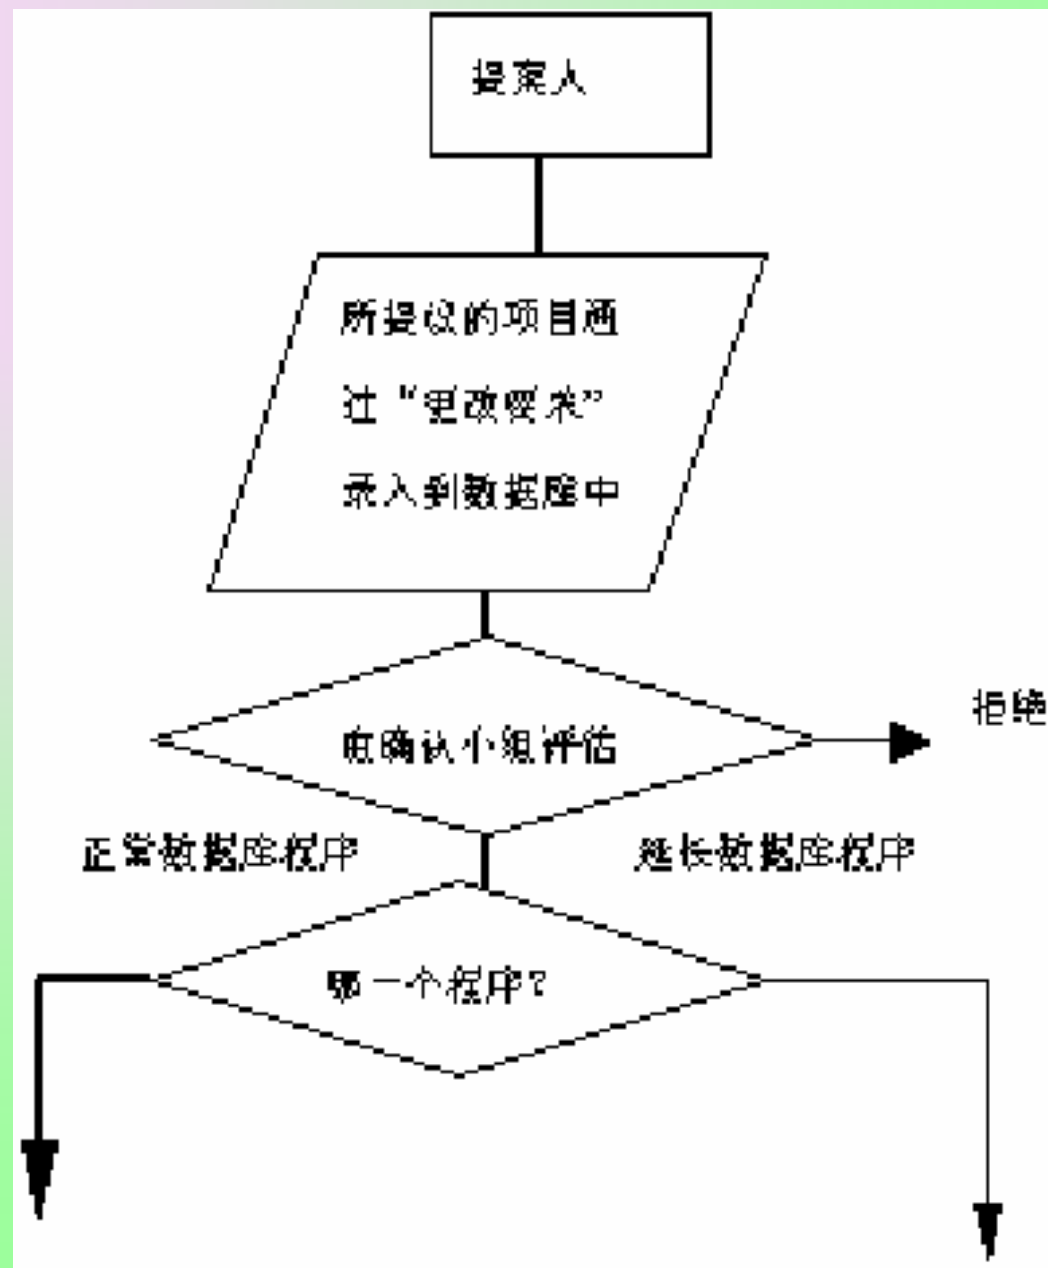 提案人
所提议的项目通
过“更改要求”
录入到数据库中
由确认小组评估
拒绝
正常数据库程序
延长数据库程序
哪一个程序？